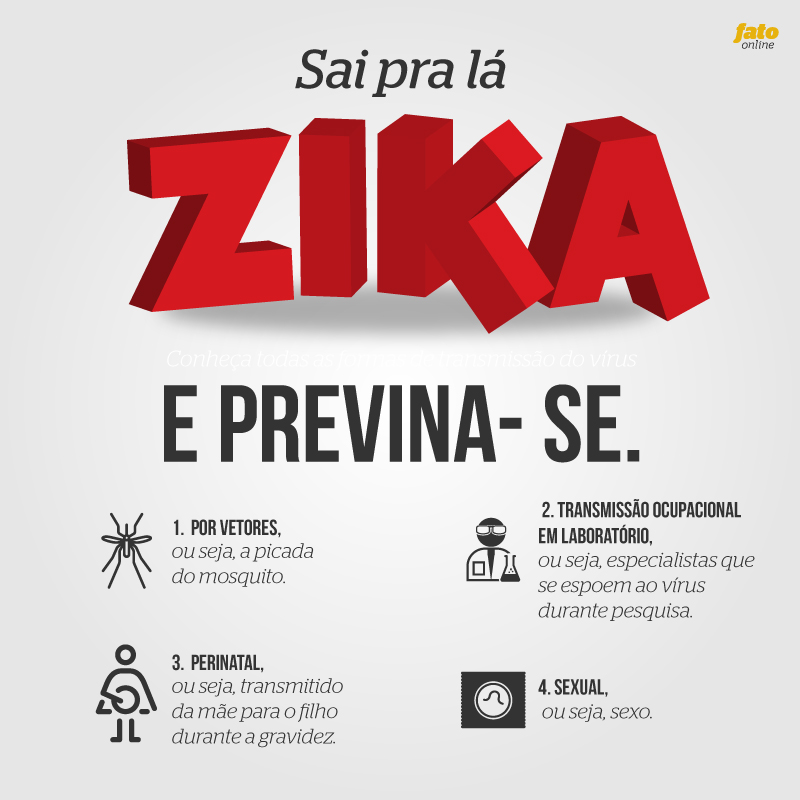 fato
online
Sai pra lá
ZIKA
Conheça todas as formas de transmissão do vírus
E PREVINA- SE.
1. POR VETORES,
ou seja, a picada
do mosquito.
2. TRANSMISSÃO OCUPACIONAL
EM LABORATÓRIO,
ou seja, especialistas que
se espoem ao vírus
durante pesquisa.
3. PERINATAL,
ou seja, transmitido
da mãe para o filho
durante a gravidez.
4. SEXUAL,
ou seja, sexo.